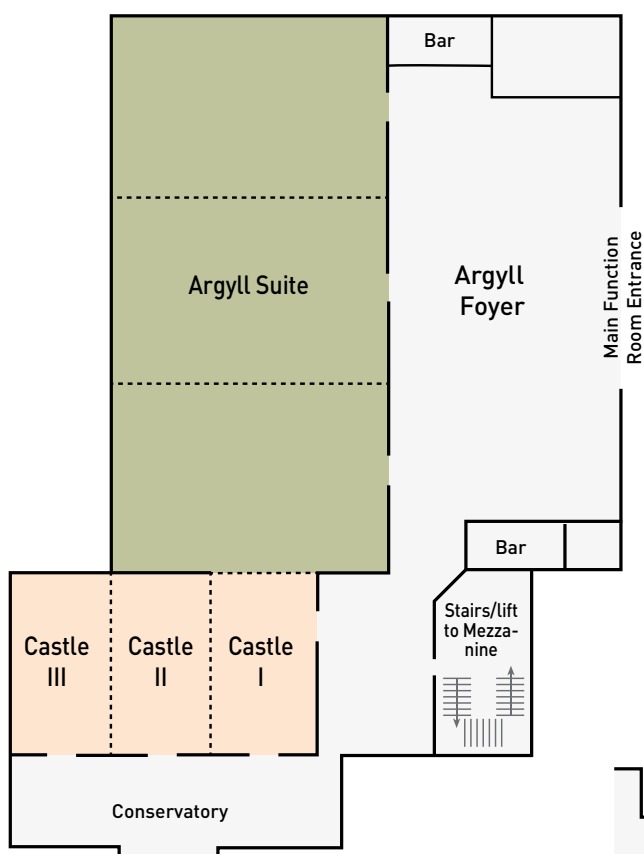 Bar
Argyll Suite
Argyll
Foyer
Main Function
Room Entrance
Bar
Stairs/lift
to Mezza-
nine
Castle
III
Castle
II
Castle
I
Conservatory